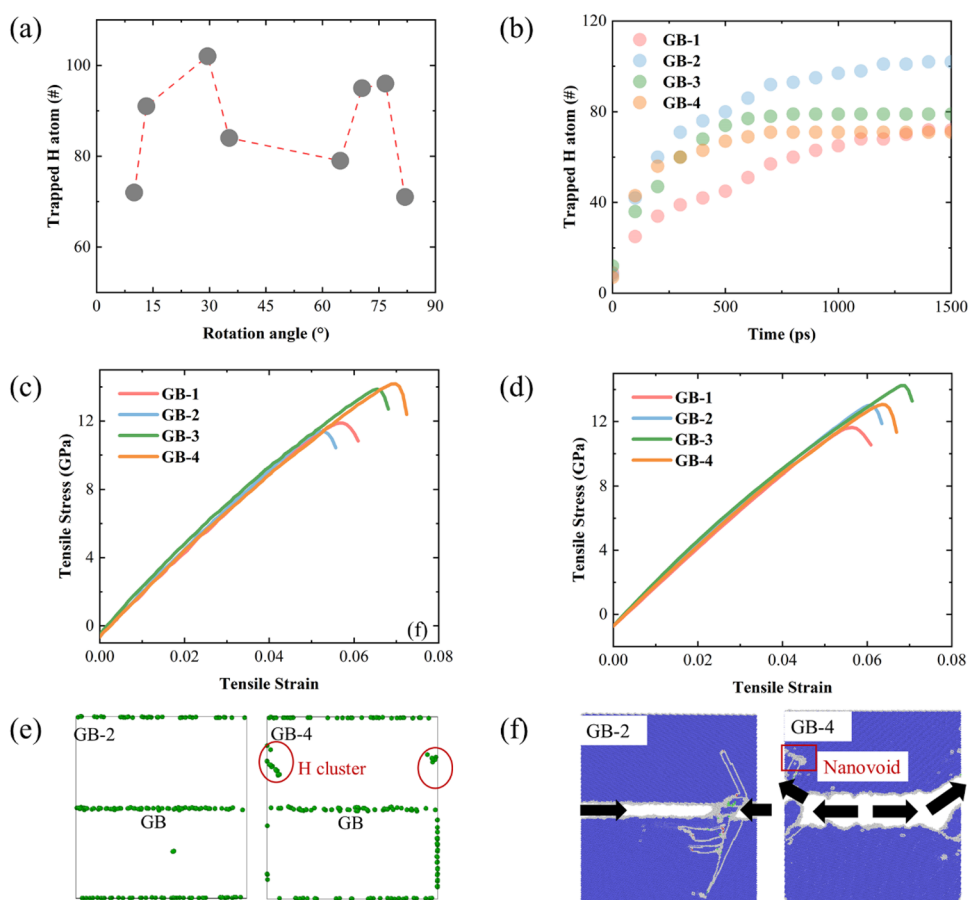 (a)
Trapped H atom (#)
100
80
60
0 15 30 45 60 75 90
Rotation angle (°)
(b)
Trapped H atom (#)
120
80
40
0
GB-1
GB-2
GB-3
GB-4
0 500 1000 1500
Time (ps)
(c)
Tensile Stress (GPa)
12
8
4
0
GB-1
GB-2
GB-3
GB-4
(f)
0.00 0.02 0.04 0.06 0.08
Tensile Strain
(d)
Tensile Stress (GPa)
12
8
4
0
GB-1
GB-2
GB-3
GB-4
0.00 0.02 0.04 0.06 0.08
Tensile Strain
(e)
GB-2
GB
GB-4
H cluster
GB
(f)
GB-2
GB-4
Nanovoid